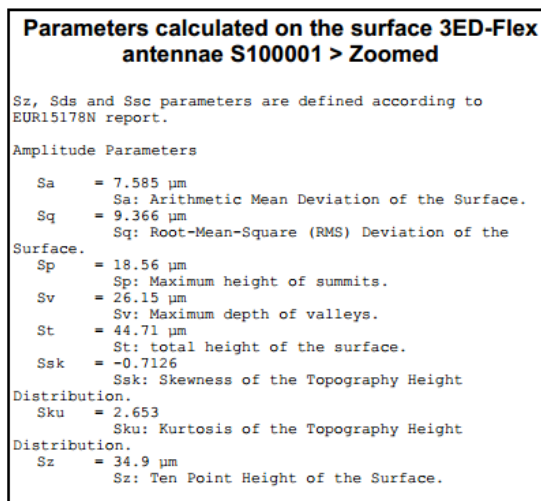 Parameters calculated on the surface 3ED-Flex
antennae S100001 > Zoomed
Sz, Sds and Ssc parameters are defined according to
EUR15178N report.
Amplitude Parameters
Sa = 7.585 µm
Sa: Arithmetic Mean Deviation of the Surface.
Sq = 9.366 µm
Sq: Root-Mean-Square (RMS) Deviation of the
Surface.
Sp = 18.56 µm
Sp: Maximum height of summits.
Sv = 26.15 µm
Sv: Maximum depth of valleys.
St = 44.71 µm
St: total height of the surface.
Ssk = -0.7126
Ssk: Skewness of the Topography Height
Distribution.
Sku = 2.653
Sku: Kurtosis of the Topography Height
Distribution.
Sz = 34.9 µm
Sz: Ten Point Height of the Surface.